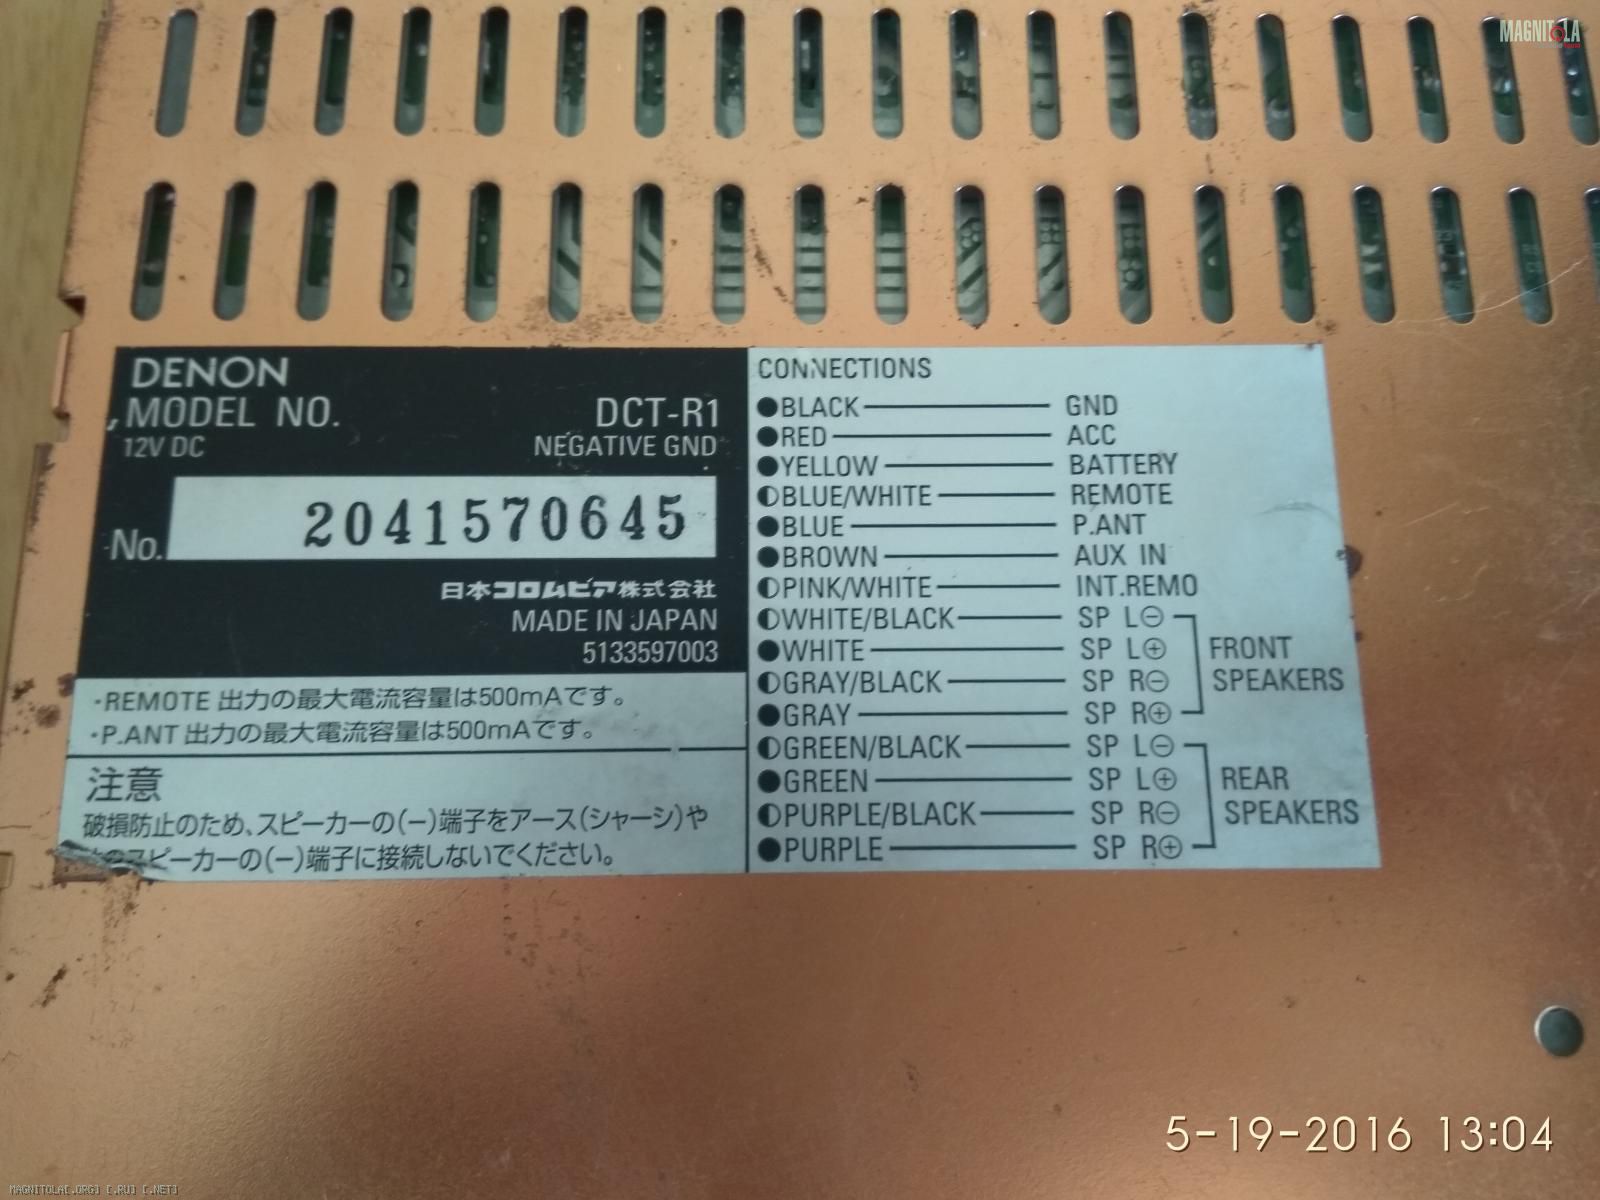 MAGNITOLA
DENON
MODEL NO. DCT-R1
12V DC NEGATIVE GND
No. 2041570645
日本コロムビア株式会社
MADE IN JAPAN
5133597003
・REMOTE 出力の最大電流容量は500mAです。
・P.ANT 出力の最大電流容量は500mAです。
注意
破損防止のため、スピーカーの(−)端子をアース(シャーシ)や
のスピーカーの(−)端子に接続しないでください。
CONNECTIONS
●BLACK GND
●RED ACC
●YELLOW BATTERY
◐BLUE/WHITE REMOTE
●BLUE P.ANT
●BROWN AUX IN
◐PINK/WHITE INT.REMO
◐WHITE/BLACK SP L⊖
●WHITE SP L⊕
◐GRAY/BLACK SP R⊖
●GRAY SP R⊕
FRONT
SPEAKERS
◐GREEN/BLACK SP L⊖
●GREEN SP L⊕
◐PURPLE/BLACK SP R⊖
●PURPLE SP R⊕
REAR
SPEAKERS
5-19-2016 13:04
MAGNITOLA[.ORG] [.RU] [.NET]